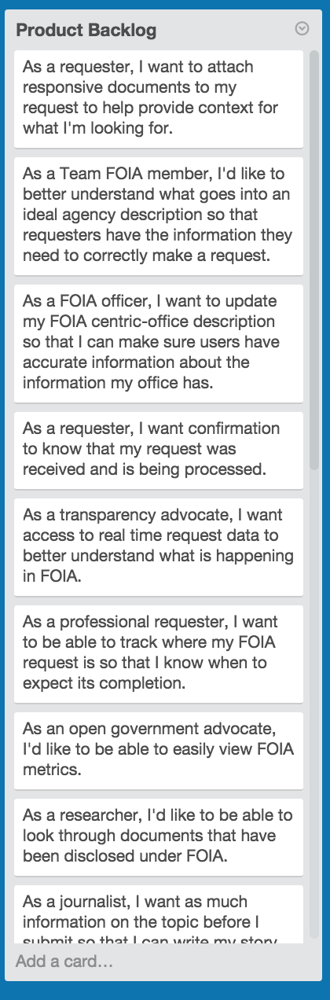 Product Backlog
As a requester, I want to attach
responsive documents to my
request to help provide context for
what I'm looking for.
As a Team FOIA member, I'd like to
better understand what goes into an
ideal agency description so that
requesters have the information they
need to correctly make a request.
As a FOIA officer, I want to update
my FOIA centric-office description
so that I can make sure users have
accurate information about the
information my office has.
As a requester, I want confirmation
to know that my request was
received and is being processed.
As a transparency advocate, I want
access to real time request data to
better understand what is happening
in FOIA.
As a professional requester, I want
to be able to track where my FOIA
request is so that I know when to
expect its completion.
As an open government advocate,
I'd like to be able to easily view FOIA
metrics.
As a researcher, I'd like to be able to
look through documents that have
been disclosed under FOIA.
As a journalist, I want as much
information on the topic before I
submit so that I can write my story
Add a card...